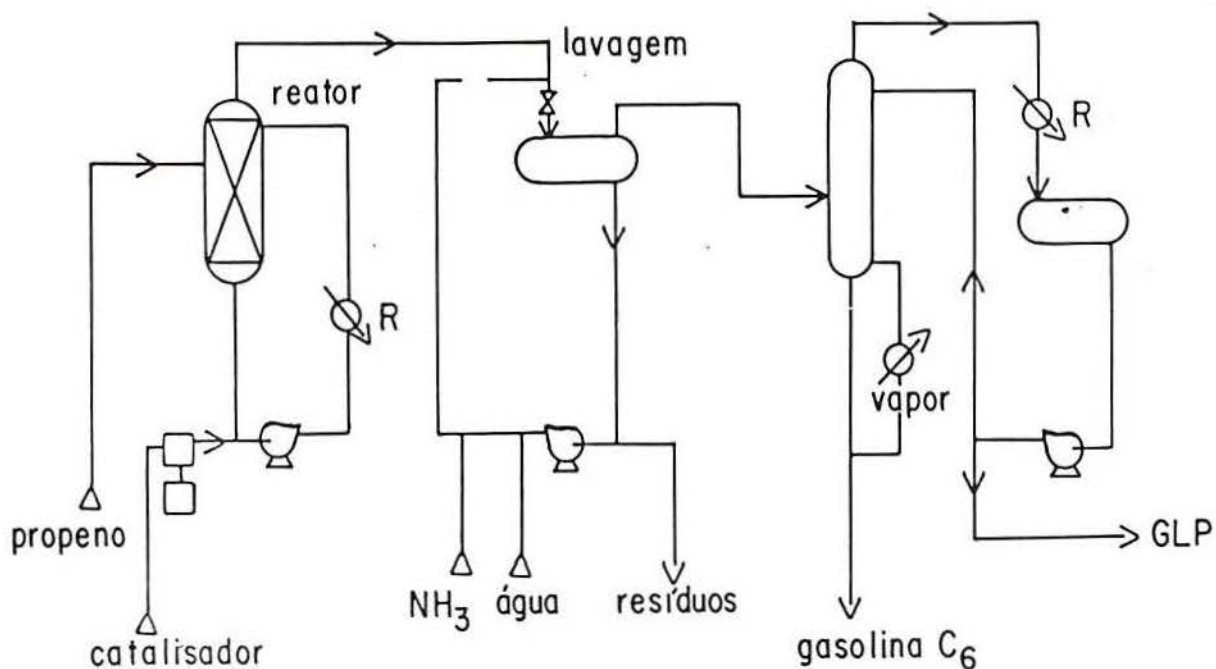 lavagem
reator
R
R
vapor
propeno
NH3
água
resíduos
GLP
catalisador
gasolina C6